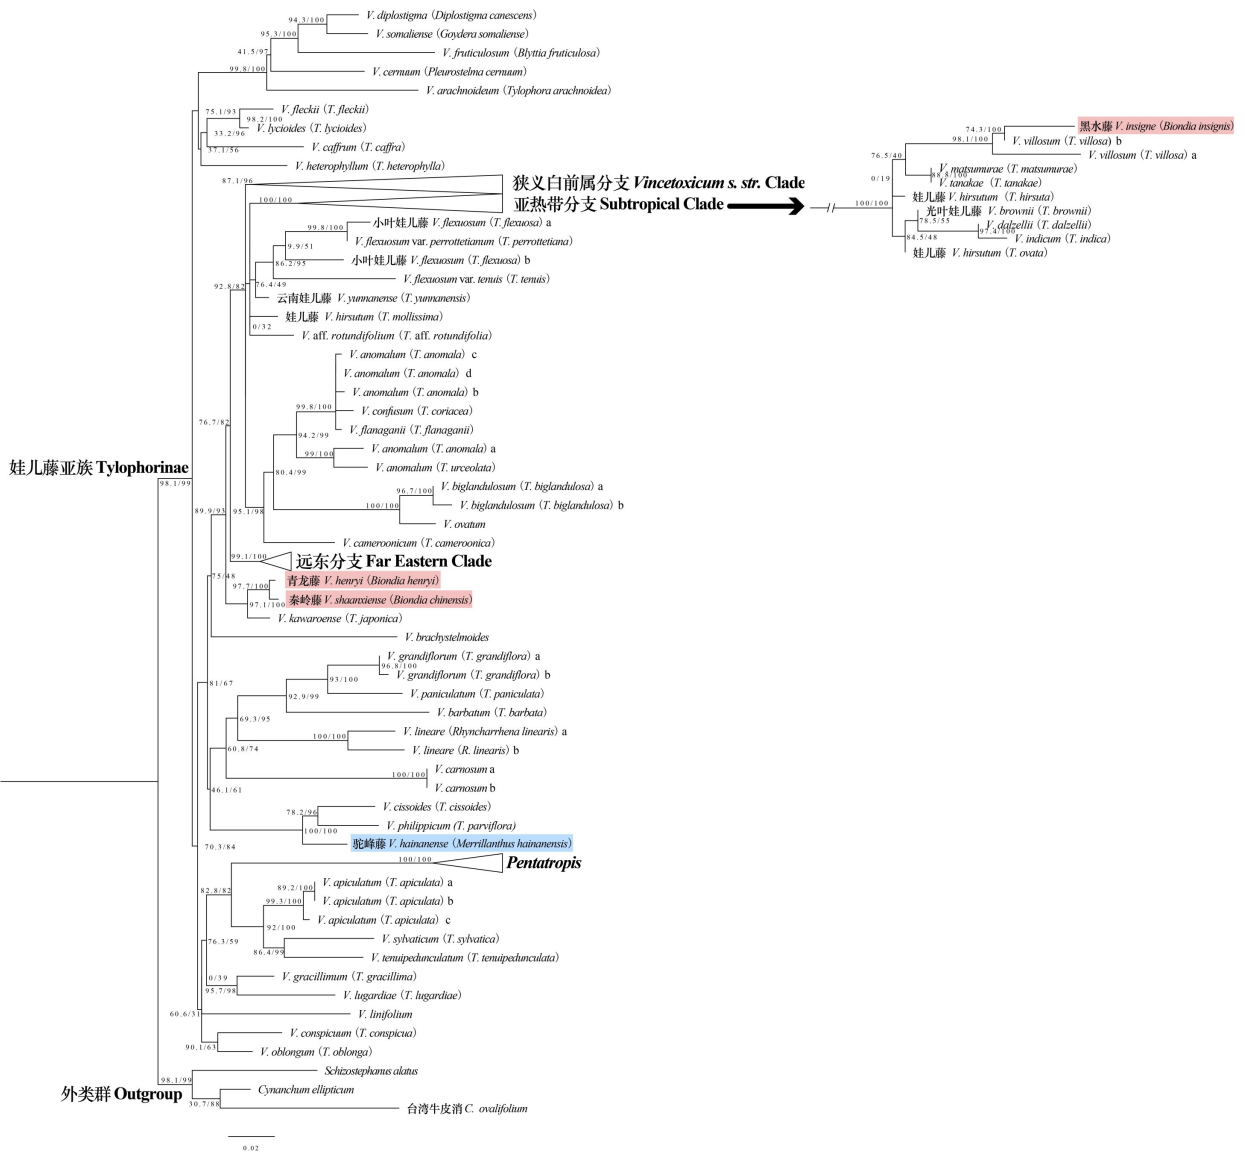 94.3/100
V. diplostigma (Diplostigma canescens)
95.3/100
V. somaliense (Goydera somaliense)
41.5/97
V. fruticulosum (Blyttia fruticulosa)
99.8/100
V. cernuum (Pleurostelma cernuum)
V. arachnoideum (Tylophora arachnoidea)
75.1/93
V. fleckii (T. fleckii)
98.2/100
V. lycioides (T. lycioides)
33.2/96
V. caffrum (T. caffra)
37.1/56
V. heterophyllum (T. heterophylla)
87.1/96
狭义白前属分支 Vincetoxicum s. str. Clade
100/100
亚热带分支 Subtropical Clade
74.3/100
黑水藤 V. insigne (Biondia insignis)
98.1/100
V. villosum (T. villosa) b
76.5/40
V. villosum (T. villosa) a
V. matsumurae (T. matsumurae)
88.8/100
0/19
V. tanakae (T. tanakae)
娃儿藤 V. hirsutum (T. hirsuta)
100/100
光叶娃儿藤 V. brownii (T. brownii)
78.5/55
V. dalzellii (T. dalzellii)
97.4/100
84.5/48
V. indicum (T. indica)
娃儿藤 V. hirsutum (T. ovata)
99.8/100
小叶娃儿藤 V. flexuosum (T. flexuosa) a
9.9/51
V. flexuosum var. perrottetianum (T. perrottetiana)
86.2/95
小叶娃儿藤 V. flexuosum (T. flexuosa) b
76.4/49
V. flexuosum var. tenuis (T. tenuis)
92.8/82
云南娃儿藤 V. yunnanense (T. yunnanensis)
娃儿藤 V. hirsutum (T. mollissima)
0/32
V. aff. rotundifolium (T. aff. rotundifolia)
V. anomalum (T. anomala) c
V. anomalum (T. anomala) d
V. anomalum (T. anomala) b
99.8/100
V. confusum (T. coriacea)
76.7/82
V. flanaganii (T. flanaganii)
94.2/99
V. anomalum (T. anomala) a
99/100
V. anomalum (T. urceolata)
娃儿藤亚族 Tylophorinae
80.4/99
98.1/99
96.7/100
V. biglandulosum (T. biglandulosa) a
100/100
V. biglandulosum (T. biglandulosa) b
89.9/93
95.1/98
V. ovatum
V. cameroonicum (T. cameroonica)
99.1/100
远东分支 Far Eastern Clade
75/48
青龙藤 V. henryi (Biondia henryi)
97.7/100
秦岭藤 V. shaanxiense (Biondia chinensis)
97.1/100
V. kawaroense (T. japonica)
V. brachystelmoides
V. grandiflorum (T. grandiflora) a
96.8/100
V. grandiflorum (T. grandiflora) b
93/100
81/67
V. paniculatum (T. paniculata)
92.9/99
V. barbatum (T. barbata)
69.3/95
V. lineare (Rhyncharrhena linearis) a
100/100
60.8/74
V. lineare (R. linearis) b
V. carnosum a
100/100
46.1/61
V. carnosum b
V. cissoides (T. cissoides)
78.2/96
V. philippicum (T. parviflora)
100/100
驼峰藤 V. hainanense (Merrillanthus hainanensis)
70.3/84
100/100
Pentatropis
82.8/82
V. apiculatum (T. apiculata) a
89.2/100
V. apiculatum (T. apiculata) b
99.3/100
V. apiculatum (T. apiculata) c
92/100
76.3/59
V. sylvaticum (T. sylvatica)
86.4/99
V. tenuipedunculatum (T. tenuipedunculata)
0/39
V. gracillimum (T. gracillima)
95.7/98
V. lugardiae (T. lugardiae)
60.6/31
V. linifolium
V. conspicuum (T. conspicua)
90.1/63
V. oblongum (T. oblonga)
98.1/99
Schizostephanus alatus
外类群 Outgroup
Cynanchum ellipticum
30.7/88
台湾牛皮消 C. ovalifolium
0.02